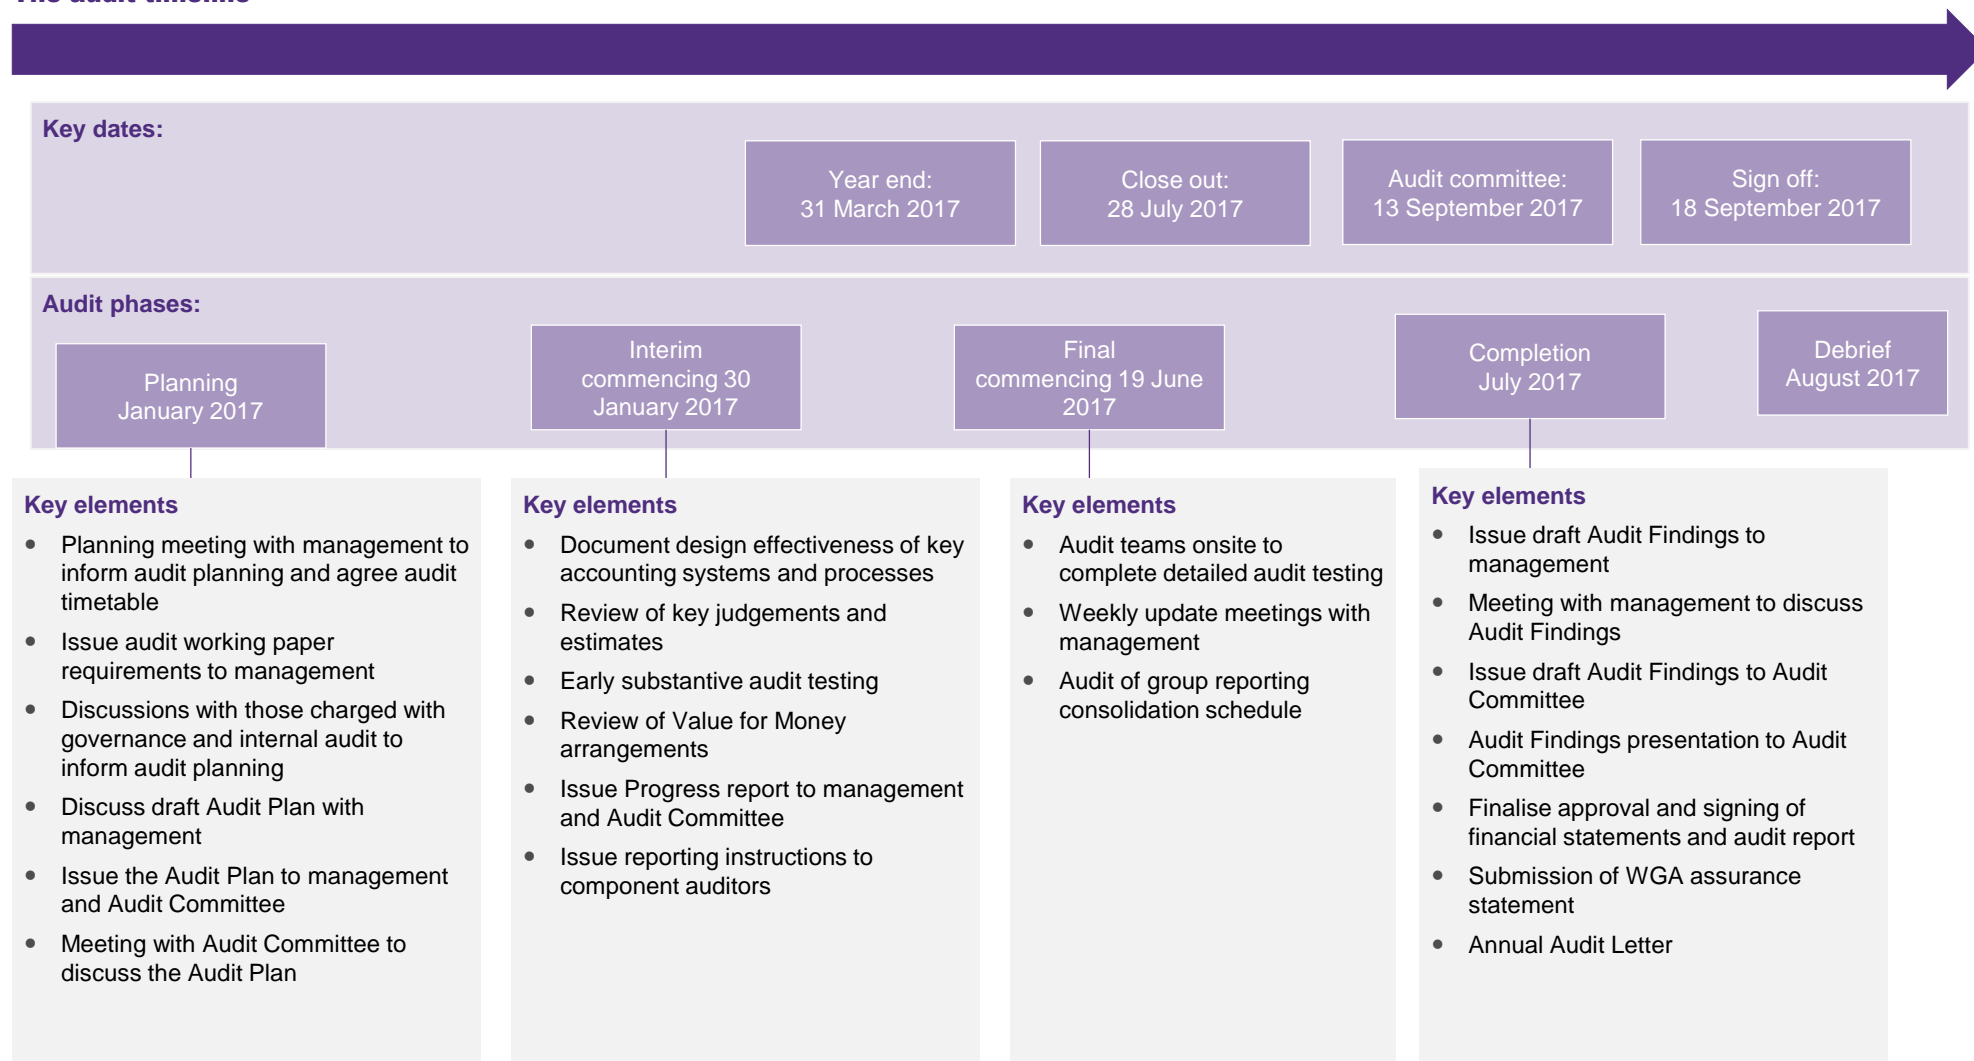 The audit timeline
Key dates:
Year end:
31 March 2017
Close out:
28 July 2017
Audit committee:
13 September 2017
Sign off:
18 September 2017
Audit phases:
Planning
January 2017
Interim
commencing 30
January 2017
Final
commencing 19 June
2017
Completion
July 2017
Debrief
August 2017
Key elements
• Planning meeting with management to
inform audit planning and agree audit
timetable
• Issue audit working paper
requirements to management
• Discussions with those charged with
governance and internal audit to
inform audit planning
• Discuss draft Audit Plan with
management
• Issue the Audit Plan to management
and Audit Committee
• Meeting with Audit Committee to
discuss the Audit Plan
Key elements
• Document design effectiveness of key
accounting systems and processes
• Review of key judgements and
estimates
• Early substantive audit testing
• Review of Value for Money
arrangements
• Issue Progress report to management
and Audit Committee
• Issue reporting instructions to
component auditors
Key elements
• Audit teams onsite to
complete detailed audit testing
• Weekly update meetings with
management
• Audit of group reporting
consolidation schedule
Key elements
• Issue draft Audit Findings to
management
• Meeting with management to discuss
Audit Findings
• Issue draft Audit Findings to Audit
Committee
• Audit Findings presentation to Audit
Committee
• Finalise approval and signing of
financial statements and audit report
• Submission of WGA assurance
statement
• Annual Audit Letter